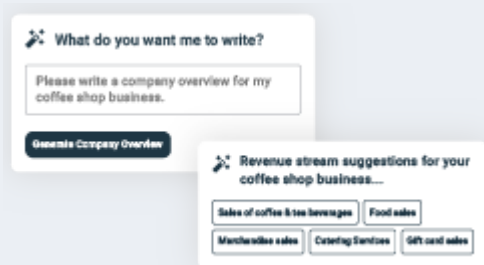 What do you want me to write?
Please write a company overview for my
coffee shop business.
Generate Company Overview
Revenue stream suggestions for your
coffee shop business...
Sales of coffee & tea beverages
Food sales
Merchandise sales
Catering Services
Gift card sales